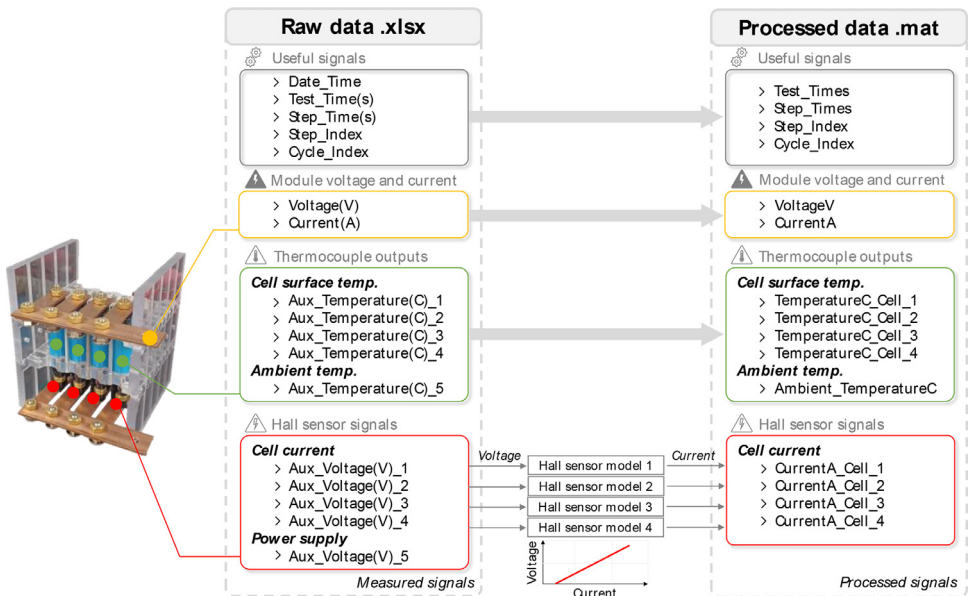 Raw data .xlsx
Useful signals
> Date_Time
> Test_Time(s)
> Step_Time(s)
> Step_Index
> Cycle_Index
Module voltage and current
> Voltage(V)
> Current(A)
Thermocouple outputs
Cell surface temp.
> Aux_Temperature(C)_1
> Aux_Temperature(C)_2
> Aux_Temperature(C)_3
> Aux_Temperature(C)_4
Ambient temp.
> Aux_Temperature(C)_5
Hall sensor signals
Cell current
> Aux_Voltage(V)_1
> Aux_Voltage(V)_2
> Aux_Voltage(V)_3
> Aux_Voltage(V)_4
Power supply
> Aux_Voltage(V)_5
Measured signals
Voltage
Current
Hall sensor model 1
Hall sensor model 2
Hall sensor model 3
Hall sensor model 4
Voltage
Current
Processed data .mat
Useful signals
> Test_Times
> Step_Times
> Step_Index
> Cycle_Index
Module voltage and current
> VoltageV
> CurrentA
Thermocouple outputs
Cell surface temp.
> TemperatureC_Cell_1
> TemperatureC_Cell_2
> TemperatureC_Cell_3
> TemperatureC_Cell_4
Ambient temp.
> Ambient_TemperatureC
Hall sensor signals
Cell current
> CurrentA_Cell_1
> CurrentA_Cell_2
> CurrentA_Cell_3
> CurrentA_Cell_4
Processed signals